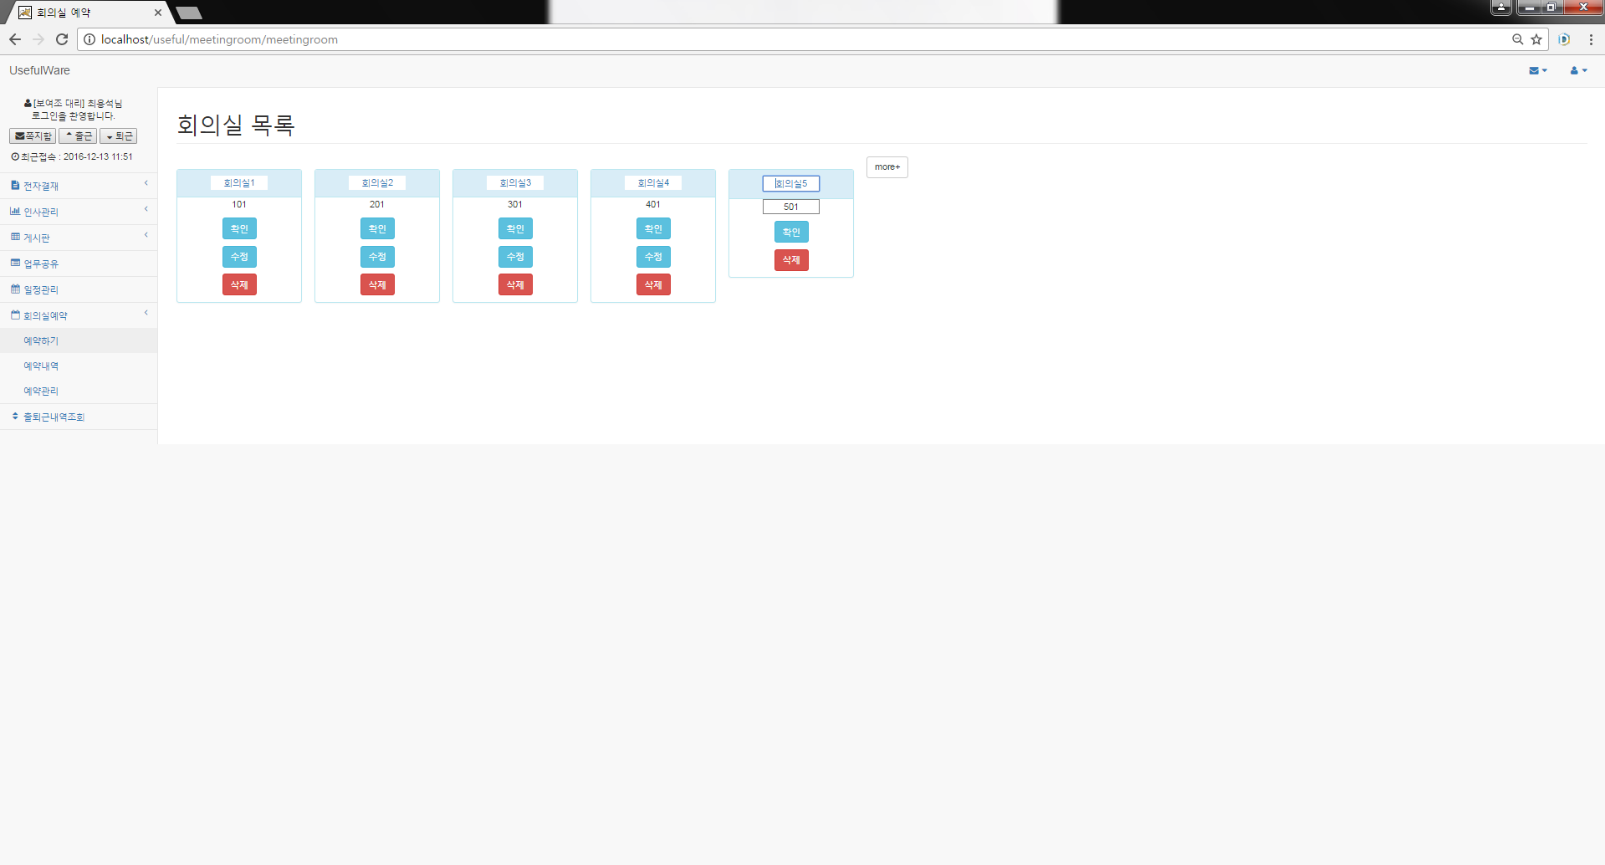 회의실 예약
localhost/useful/meetingroom/meetingroom
UsefulWare
[보여조 대리] 최용석님
로그인을 환영합니다.
쪽지함 출근 퇴근
최근접속 : 2016-12-13 11:51
전자결재
인사관리
게시판
업무공유
일정관리
회의실예약
예약하기
예약내역
예약관리
출퇴근내역조회
회의실 목록
회의실1
101
확인
수정
삭제
회의실2
201
확인
수정
삭제
회의실3
301
확인
수정
삭제
회의실4
401
확인
수정
삭제
회의실5
501
확인
삭제
more+